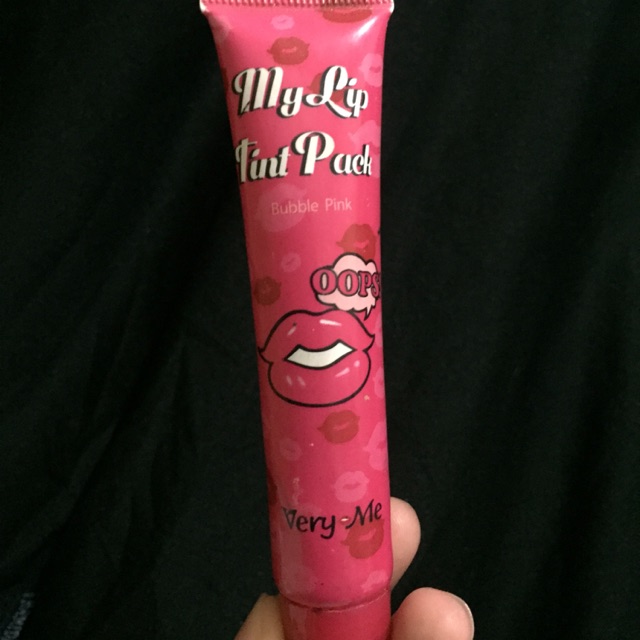 My Lip
Tint Pack
Bubble Pink
OOPS!
Very-Me